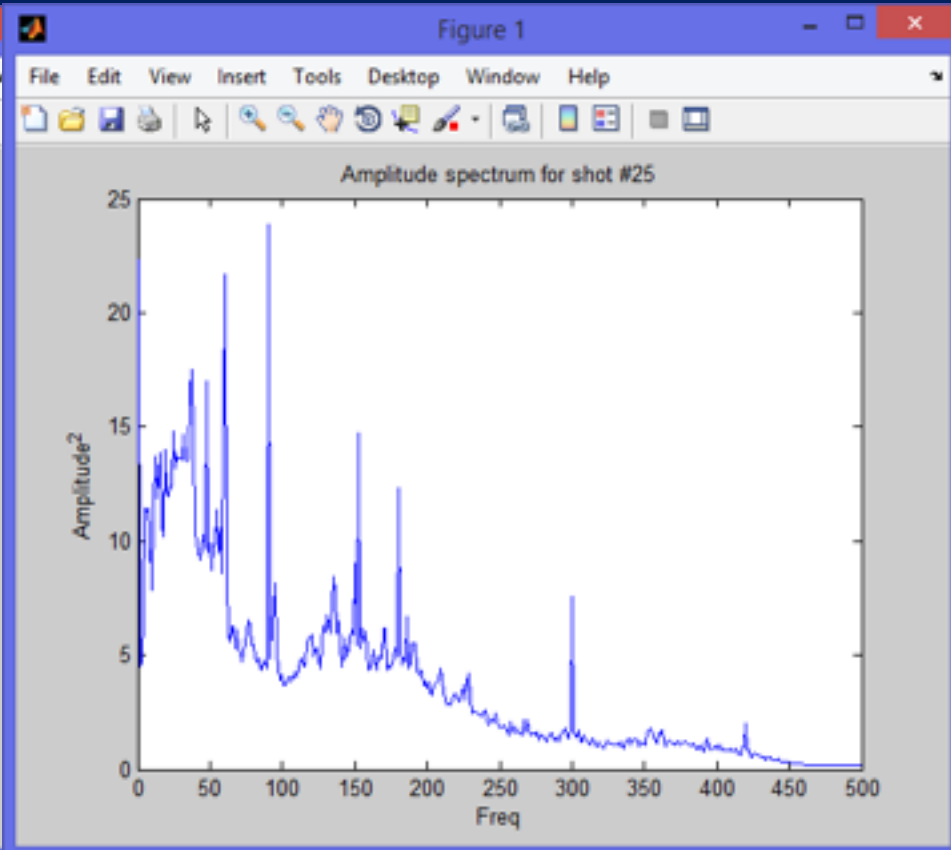 Figure 1
File Edit View Insert Tools Desktop Window Help
Amplitude spectrum for shot #25
25
20
15
10
5
0
Amplitude²
0 50 100 150 200 250 300 350 400 450 500
Freq